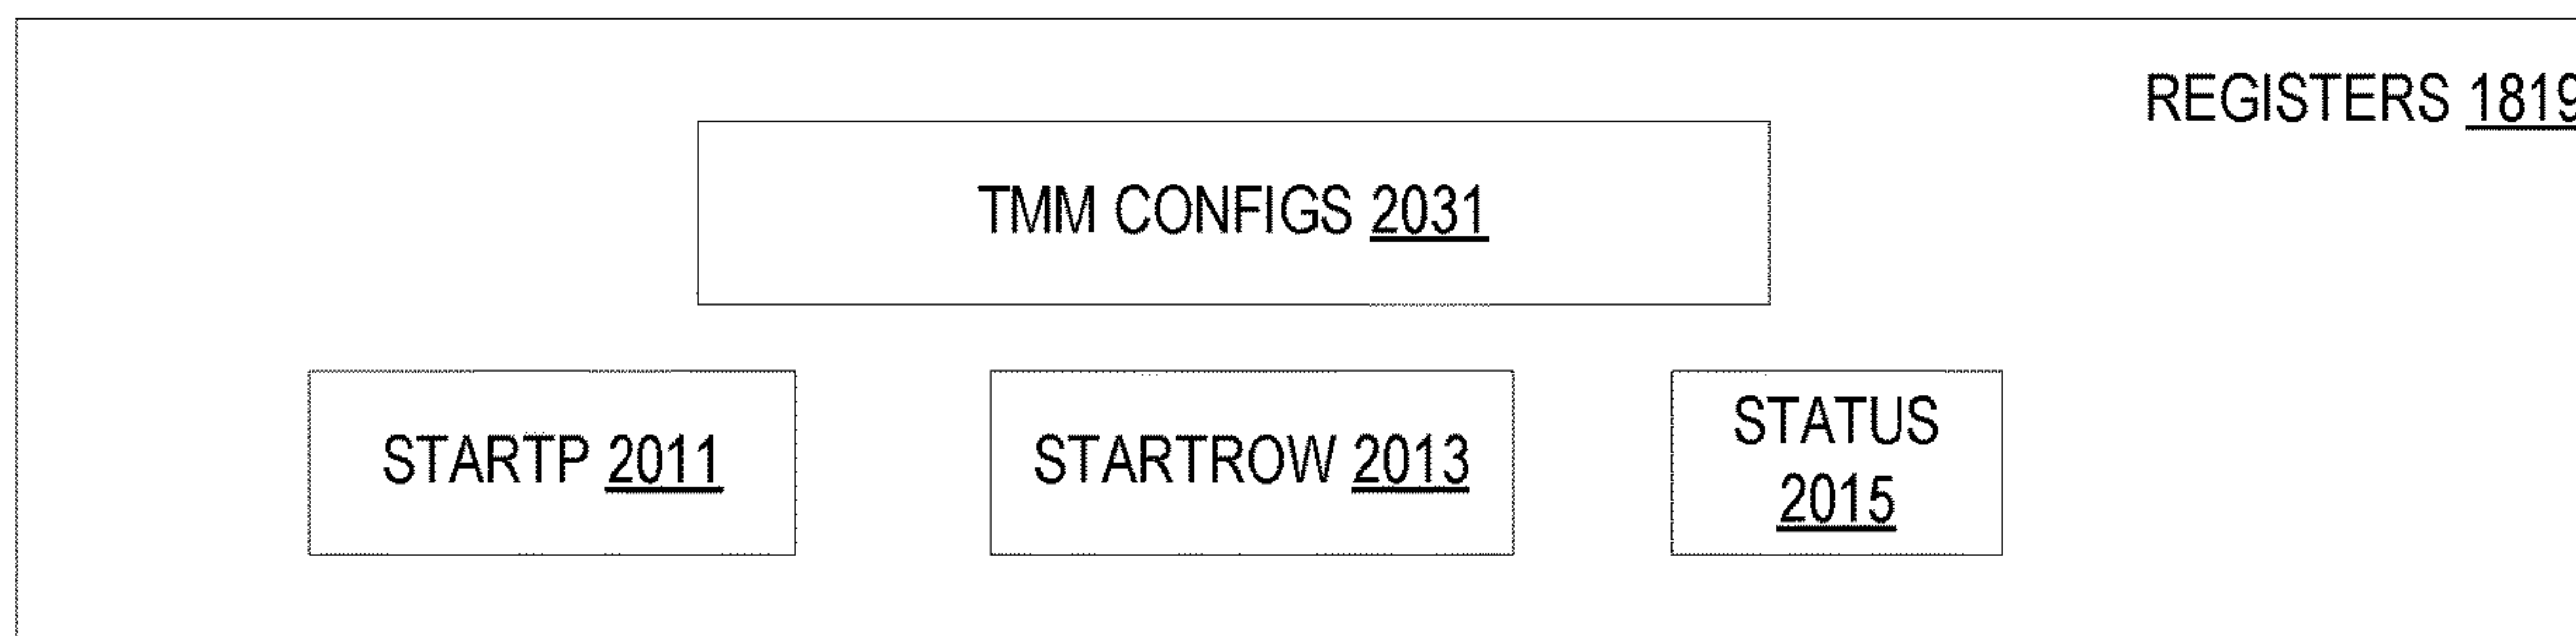 REGISTERS 1819
TMM CONFIGS 2031
STARTP 2011
STARTROW 2013
STATUS
2015